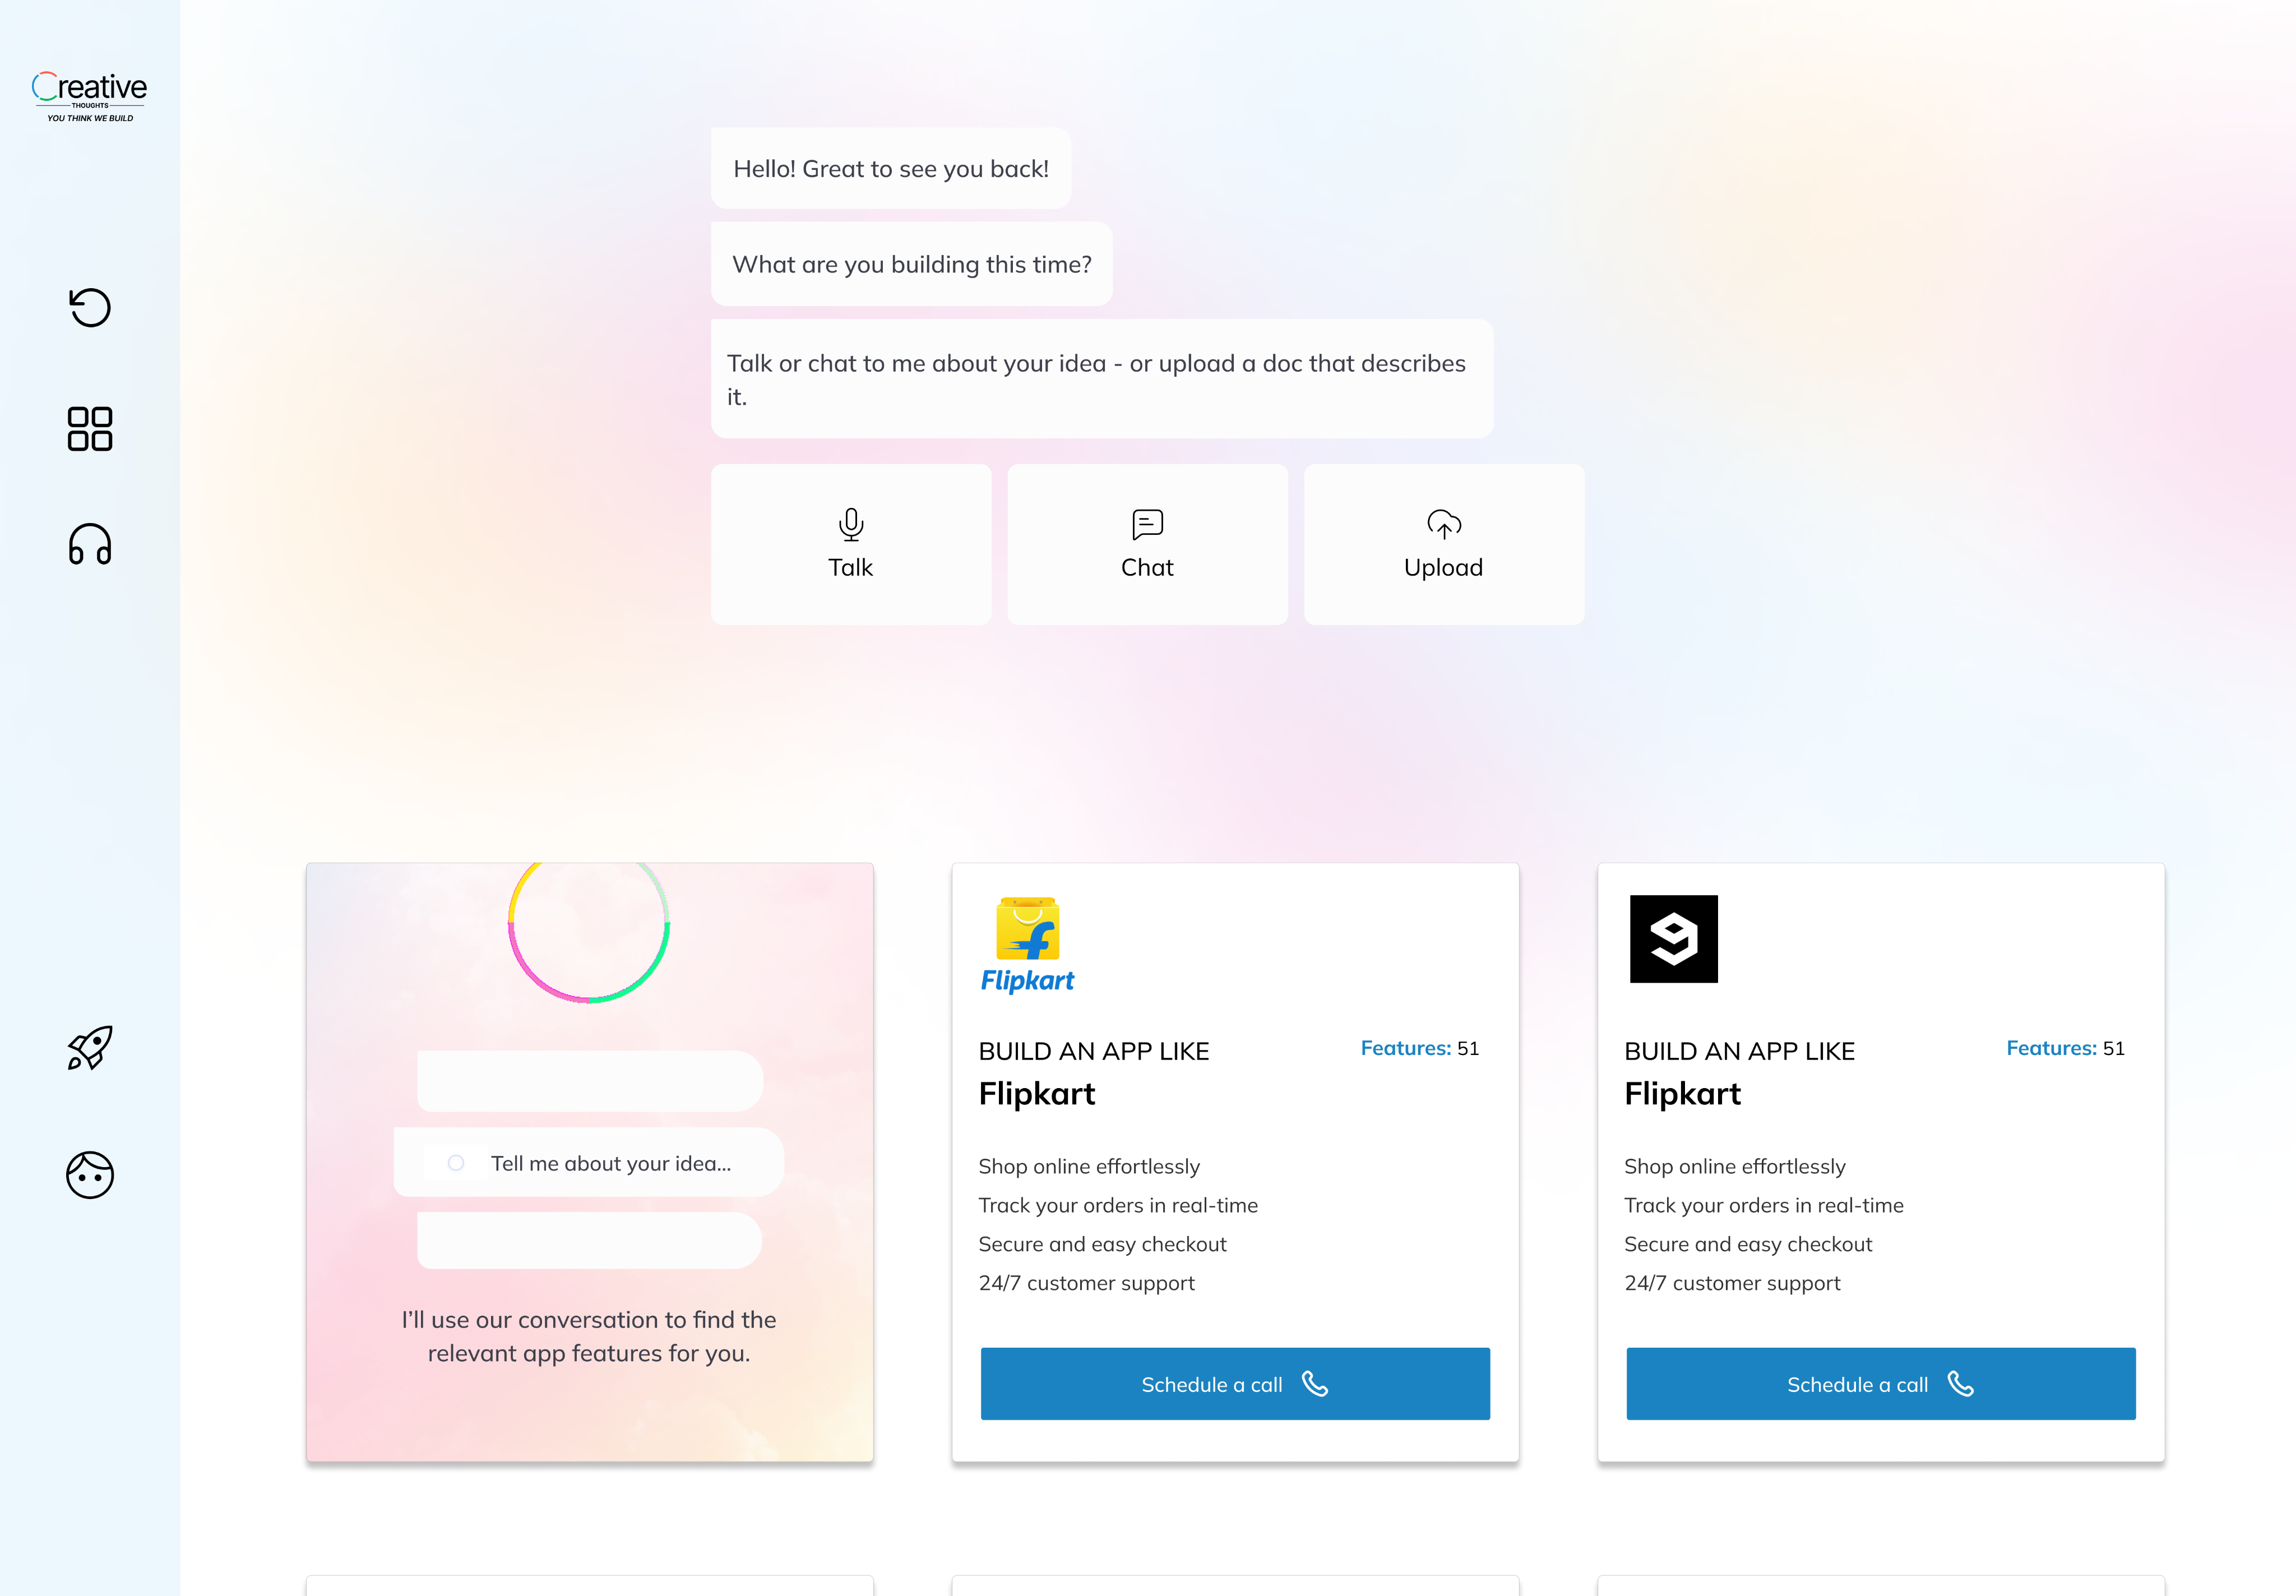 Creative
THOUGHTS
YOU THINK WE BUILD
Hello! Great to see you back!
What are you building this time?
Talk or chat to me about your idea - or upload a doc that describes
it.
Talk
Chat
Upload
Tell me about your idea...
I’ll use our conversation to find the
relevant app features for you.
Flipkart
BUILD AN APP LIKE
Features: 51
Flipkart
Shop online effortlessly
Track your orders in real-time
Secure and easy checkout
24/7 customer support
Schedule a call
9
BUILD AN APP LIKE
Features: 51
Flipkart
Shop online effortlessly
Track your orders in real-time
Secure and easy checkout
24/7 customer support
Schedule a call